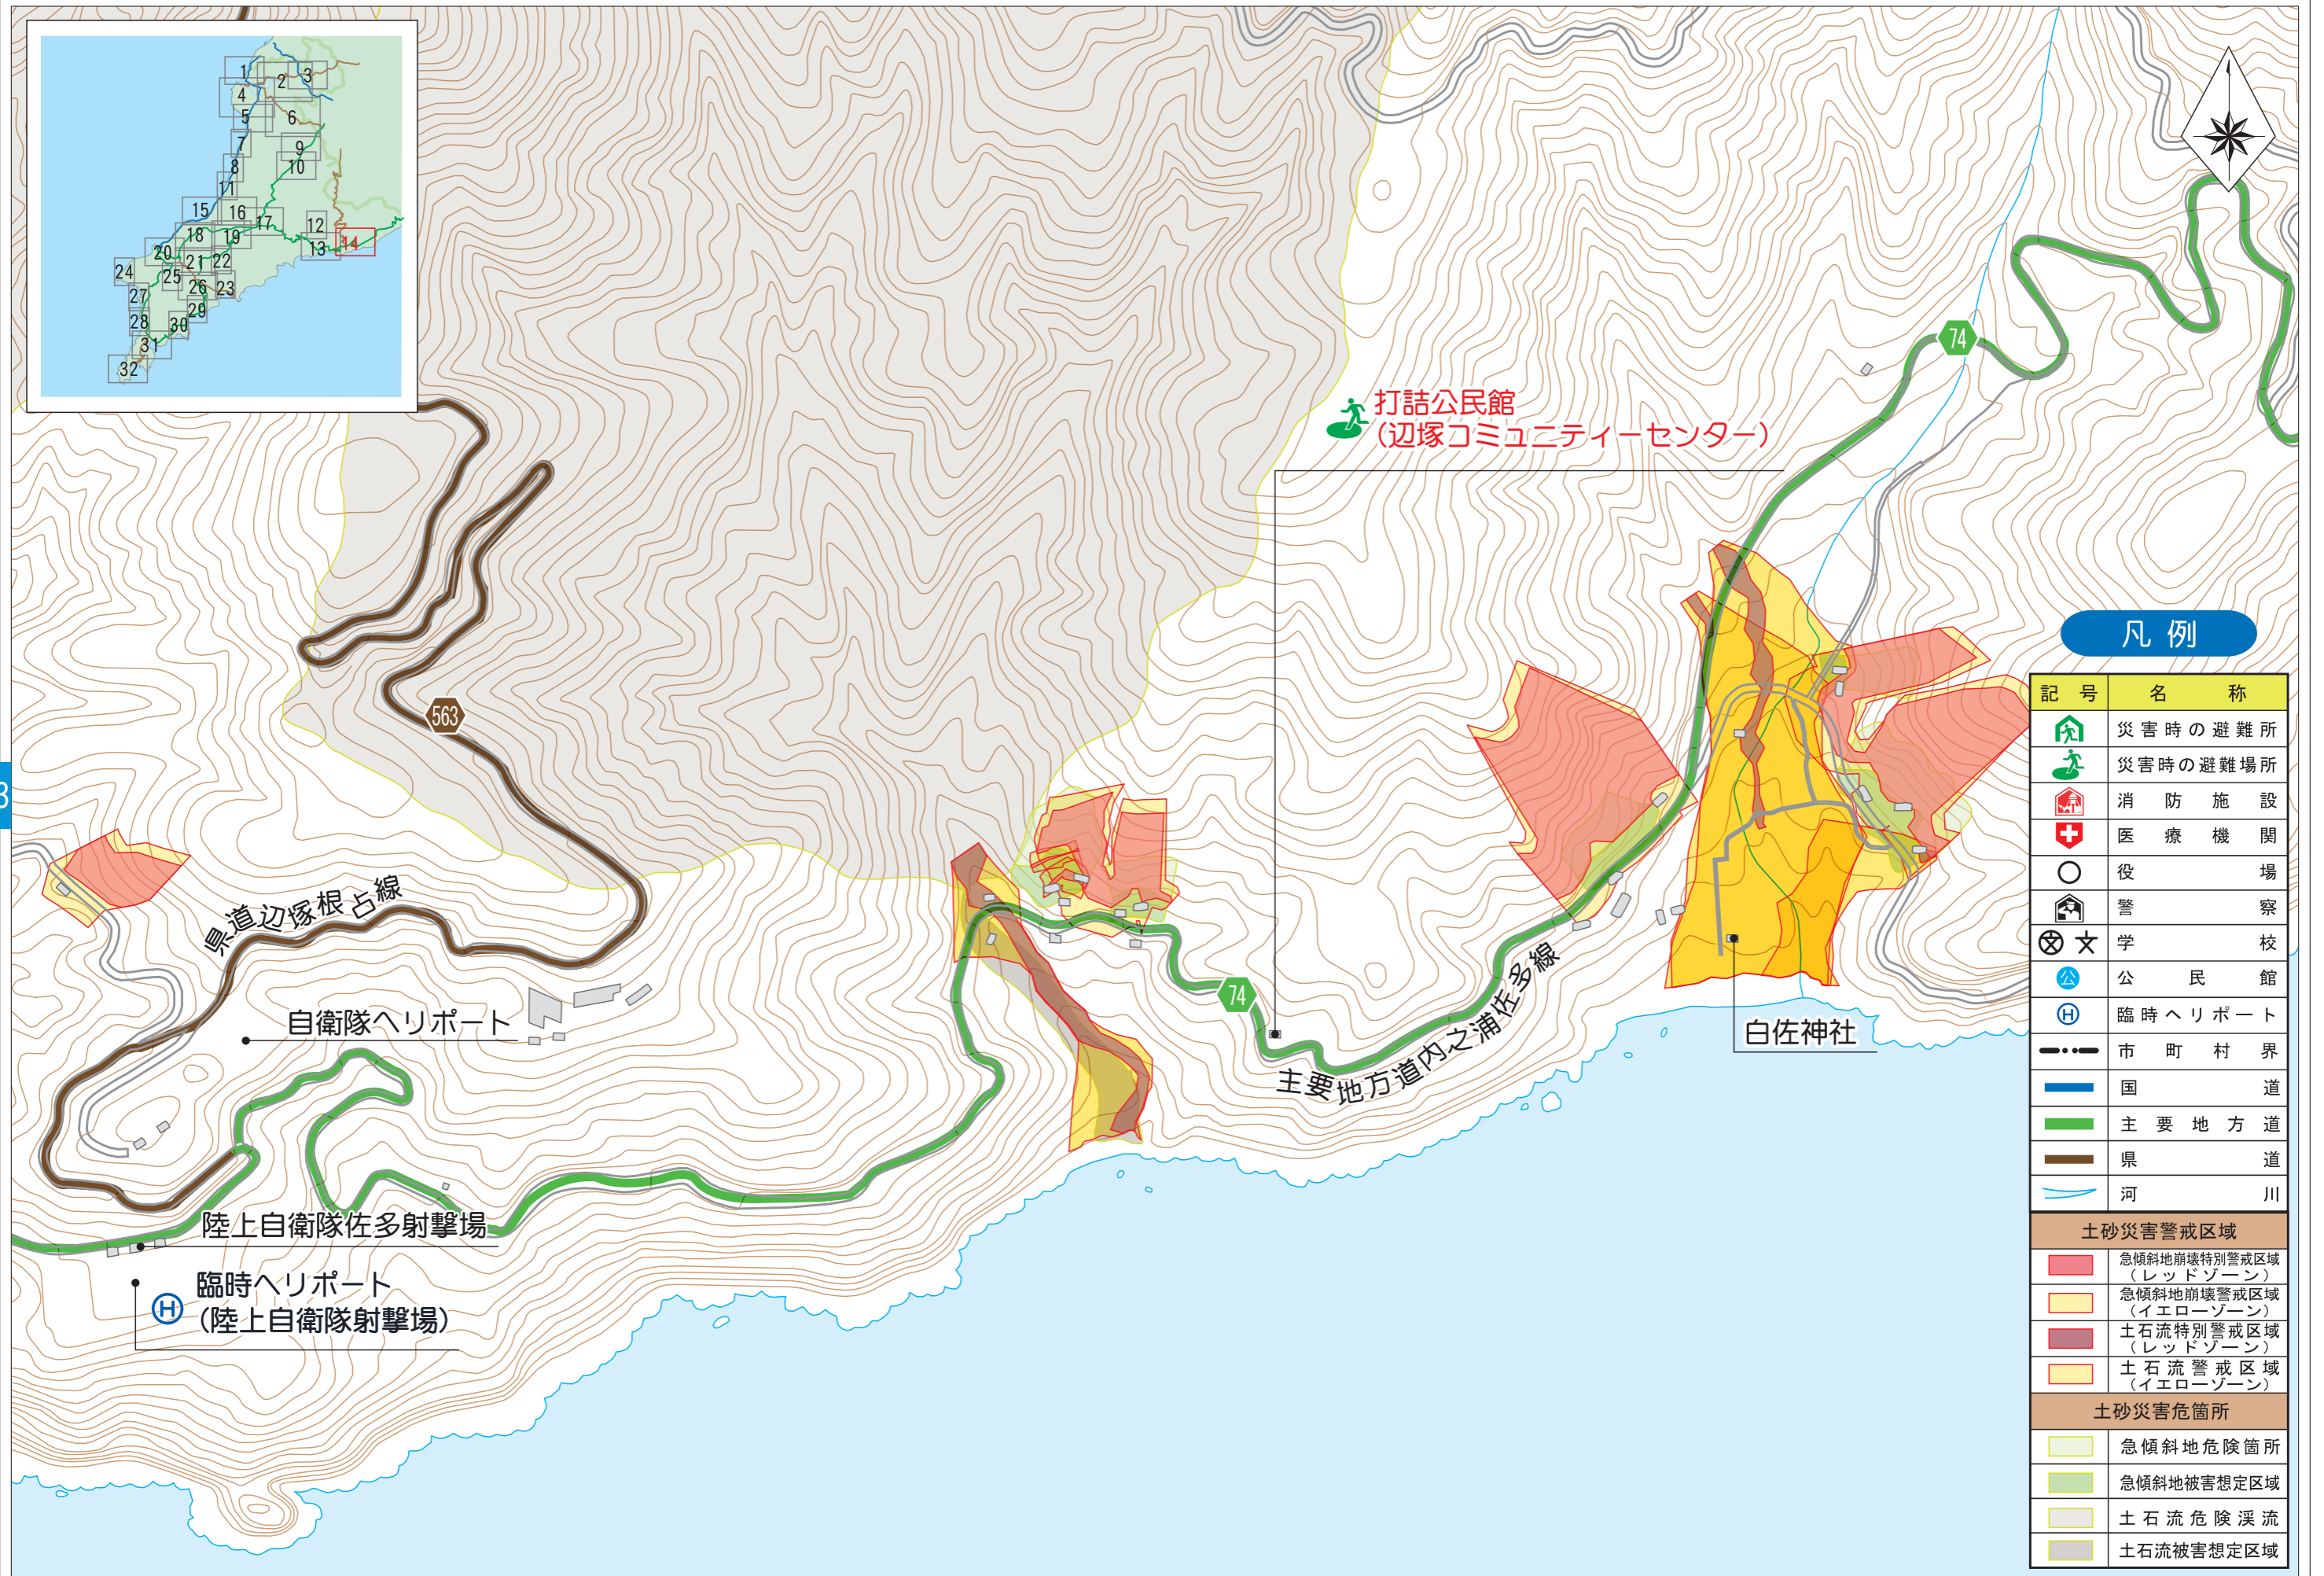 1
2
3
4
5
6
7
8
9
10
11
12
13
14
15
16
17
18
19
20
21
22
23
24
25
26
27
28
29
30
31
32
打詰公民館
(辺塚コミュニティーセンター)
74
563
県道辺塚根占線
自衛隊ヘリポート
74
主要地方道内之浦佐多線
白佐神社
陸上自衛隊佐多射撃場
H 臨時ヘリポート
(陸上自衛隊射撃場)
3
凡例
記号 名称
災害時の避難所
災害時の避難場所
消防施設
医療機関
役場
警察
文 文 学校
公 公民館
H 臨時ヘリポート
市町村界
国道
主要地方道
県道
河川
土砂災害警戒区域
急傾斜地崩壊特別警戒区域
(レッドゾーン)
急傾斜地崩壊警戒区域
(イエローゾーン)
土石流特別警戒区域
(レッドゾーン)
土石流警戒区域
(イエローゾーン)
土砂災害危箇所
急傾斜地危険箇所
急傾斜地被害想定区域
土石流危険渓流
土石流被害想定区域